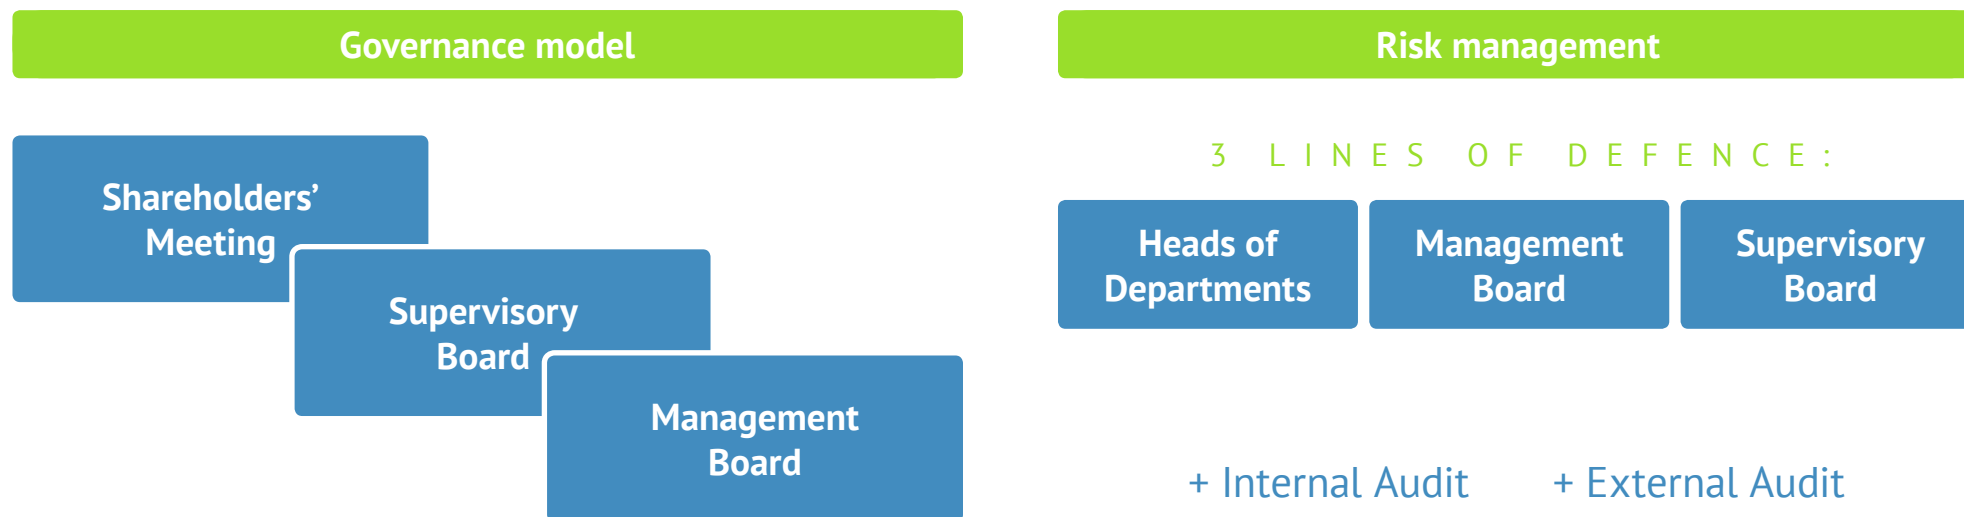 Governance model
Shareholders’
Meeting
Supervisory
Board
Management
Board
Risk management
3 LINES OF DEFENCE:
Heads of
Departments
Management
Board
Supervisory
Board
+ Internal Audit
+ External Audit